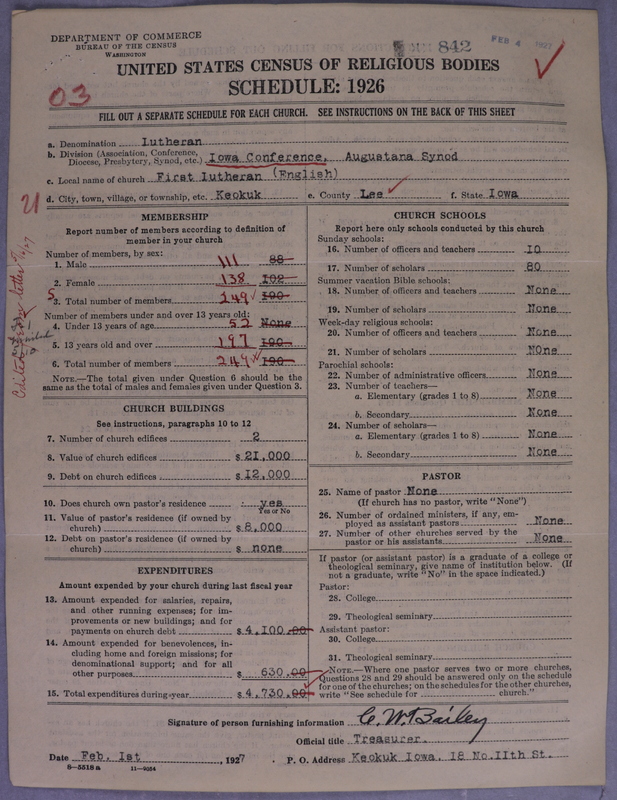 DEPARTMENT OF COMMERCE
BUREAU OF THE CENSUS
WASHINGTON
842
FEB 4 1927
UNITED STATES CENSUS OF RELIGIOUS BODIES
SCHEDULE: 1926
03
FILL OUT A SEPARATE SCHEDULE FOR EACH CHURCH. SEE INSTRUCTIONS ON THE BACK OF THIS SHEET
a. Denomination Lutheran
b. Division (Association, Conference, Diocese, Presbytery, Synod, etc.) Iowa Conference, Augustana Synod
c. Local name of church First Lutheran (English)
d. City, town, village, or township, etc. Keokuk e. County Lee f. State Iowa
21
MEMBERSHIP
Report number of members according to definition of
member in your church
Number of members, by sex:
1. Male 111 88
2. Female 138 102
5
3. Total number of members 249 190
Number of members under and over 13 years old:
4. Under 13 years of age 52 None
5. 13 years old and over 197 190
6. Total number of members 249 190
NOTE.—The total given under Question 6 should be the
same as the total of males and females given under Question 3.
CHURCH BUILDINGS
See instructions, paragraphs 10 to 12
7. Number of church edifices 2
8. Value of church edifices $ 21,000
9. Debt on church edifices $ 12,000
10. Does church own pastor's residence yes
Yes or No
11. Value of pastor's residence (if owned by
church) $ 8,000
12. Debt on pastor's residence (if owned by
church) $ none
EXPENDITURES
Amount expended by your church during last fiscal year
13. Amount expended for salaries, repairs,
and other running expenses; for im-
provements or new buildings; and for
payments on church debt $ 4,100.00
14. Amount expended for benevolences, in-
cluding home and foreign missions; for
denominational support; and for all
other purposes $ 630.00
15. Total expenditures during year $ 4,730.00
CHURCH SCHOOLS
Report here only schools conducted by this church
Sunday schools:
16. Number of officers and teachers 10
17. Number of scholars 80
Summer vacation Bible schools:
18. Number of officers and teachers None
19. Number of scholars None
Week-day religious schools:
20. Number of officers and teachers None
21. Number of scholars NOne
Parochial schools:
22. Number of administrative officers None
23. Number of teachers—
a. Elementary (grades 1 to 8) None
b. Secondary None
24. Number of scholars—
a. Elementary (grades 1 to 8) None
b. Secondary None
PASTOR
25. Name of pastor None
(If church has no pastor, write "None")
26. Number of ordained ministers, if any, em-
ployed as assistant pastors None
27. Number of other churches served by the
pastor or his assistants None
If pastor (or assistant pastor) is a graduate of a college or
theological seminary, give name of institution below. (If
not a graduate, write "No" in the space indicated.)
Pastor:
28. College
29. Theological seminary
Assistant pastor:
30. College
31. Theological seminary
NOTE.—Where one pastor serves two or more churches,
Questions 28 and 29 should be answered only on the schedule
for one of the churches; on the schedules for the other churches,
write "See schedule for church."
Signature of person furnishing information C. W. Bailey
Official title Treasurer.
Date Feb. 1st, 1927. P. O. Address Keokuk Iowa. 18 No. 11th St.
8—5518 a 11—9054